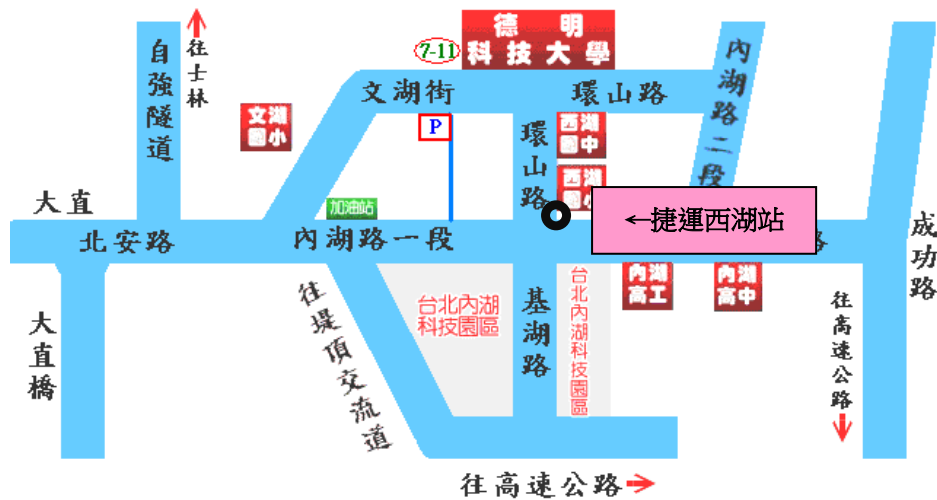 德明
科技大學
7-11
往士林
自強隧道
文湖街
環山路
內湖路二段
文湖
國小
P
西湖
國中
環山路
西湖
國小
大直
加油站
←捷運西湖站
北安路
內湖路一段
路
成功路
內湖
高工
內湖
高中
往堤頂交流道
台北內湖
科技園區
基湖路
台北內湖科技園區
往高速公路
大直橋
往高速公路